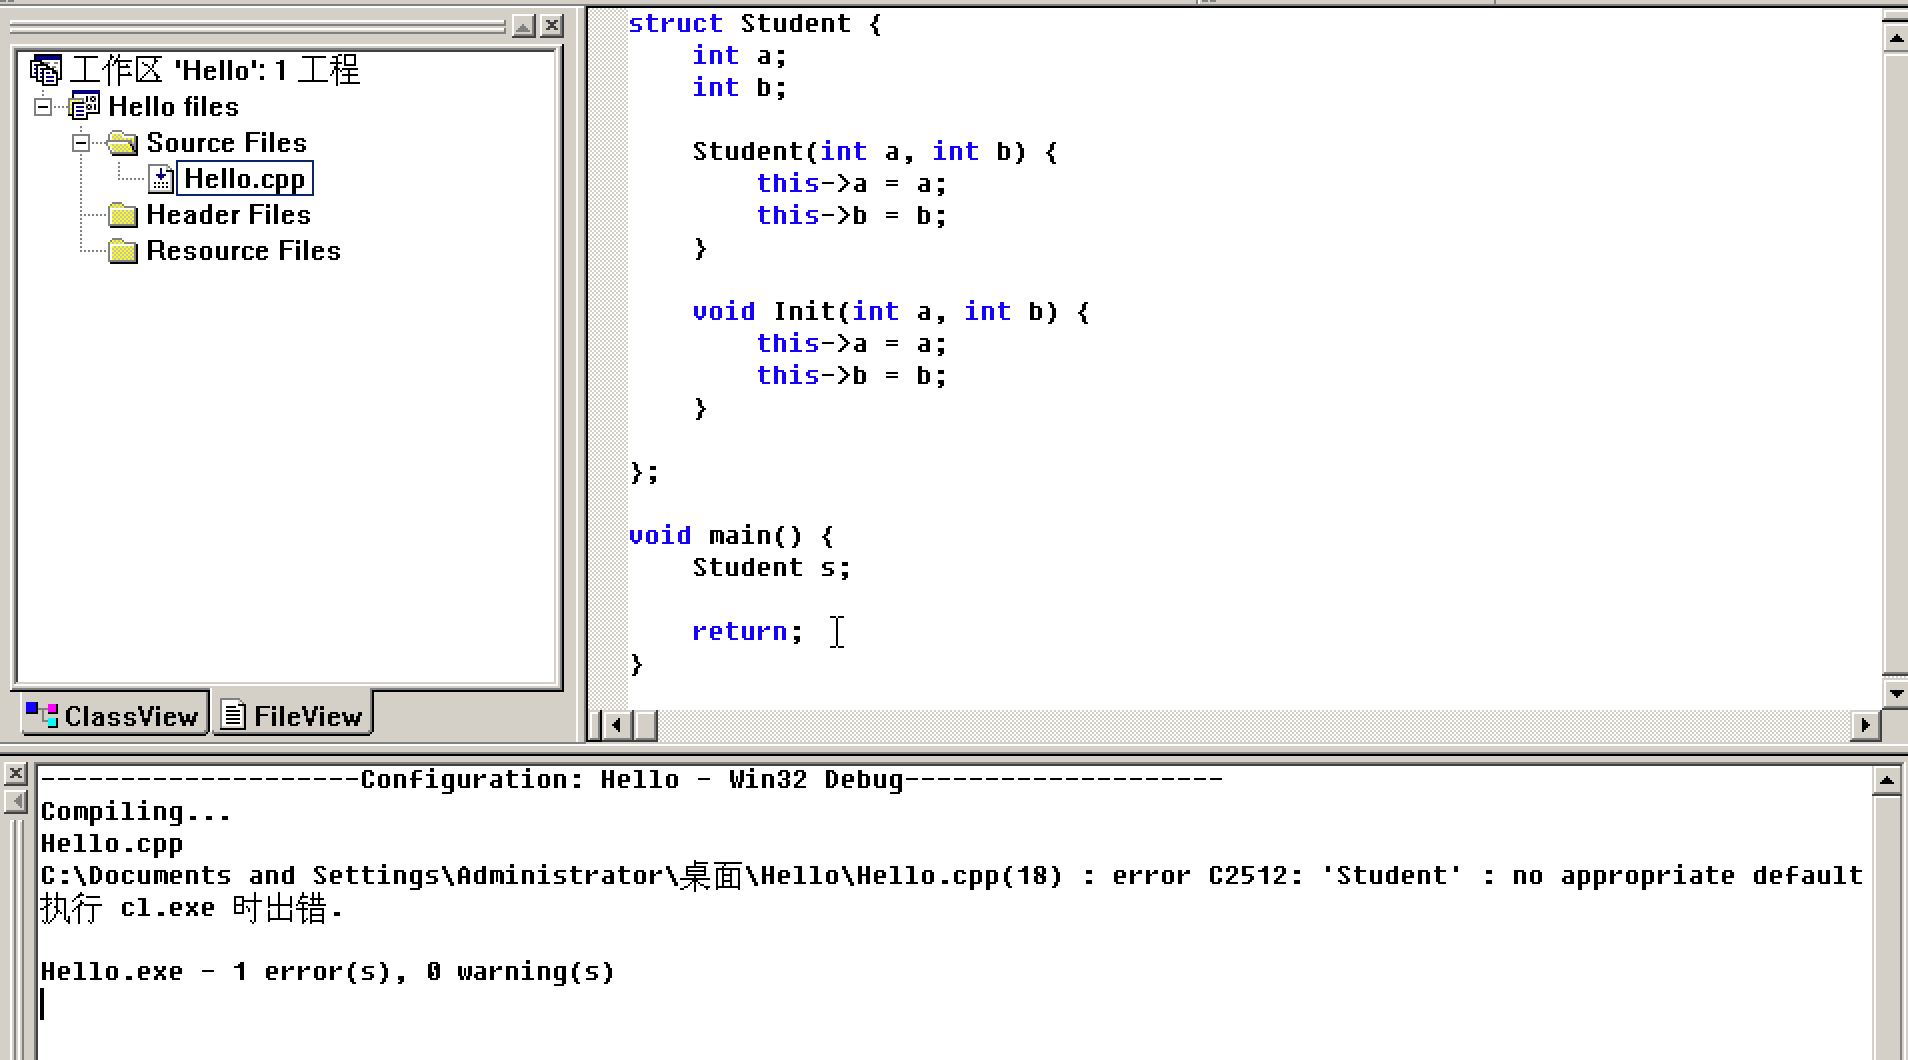 工作区 'Hello': 1 工程
Hello files
Source Files
Hello.cpp
Header Files
Resource Files
ClassView
FileView
struct Student {
    int a;
    int b;
    Student(int a, int b) {
        this->a = a;
        this->b = b;
    }
    void Init(int a, int b) {
        this->a = a;
        this->b = b;
    }
};
void main() {
    Student s;
    return;
}
--------------------Configuration: Hello - Win32 Debug--------------------
Compiling...
Hello.cpp
C:\Documents and Settings\Administrator\桌面\Hello\Hello.cpp(18) : error C2512: 'Student' : no appropriate default
执行 cl.exe 时出错.
Hello.exe - 1 error(s), 0 warning(s)